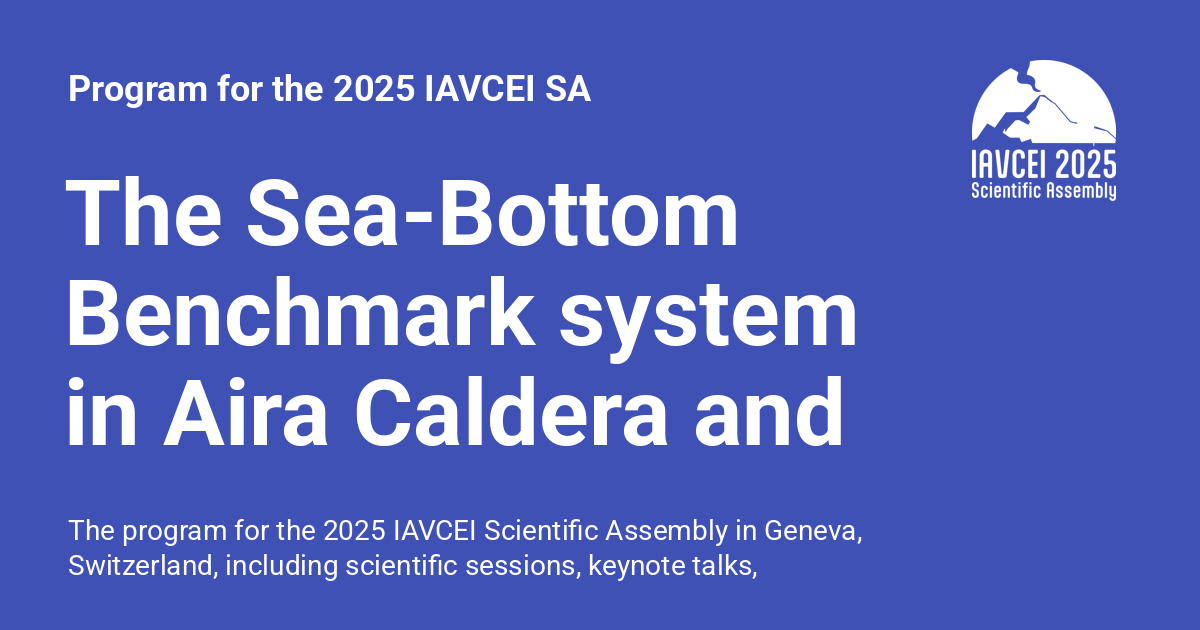 Program for the 2025 IAVCEI SA
IAVCEI 2025
Scientific Assembly
The Sea-Bottom
Benchmark system
in Aira Caldera and
The program for the 2025 IAVCEI Scientific Assembly in Geneva,
Switzerland, including scientific sessions, keynote talks,